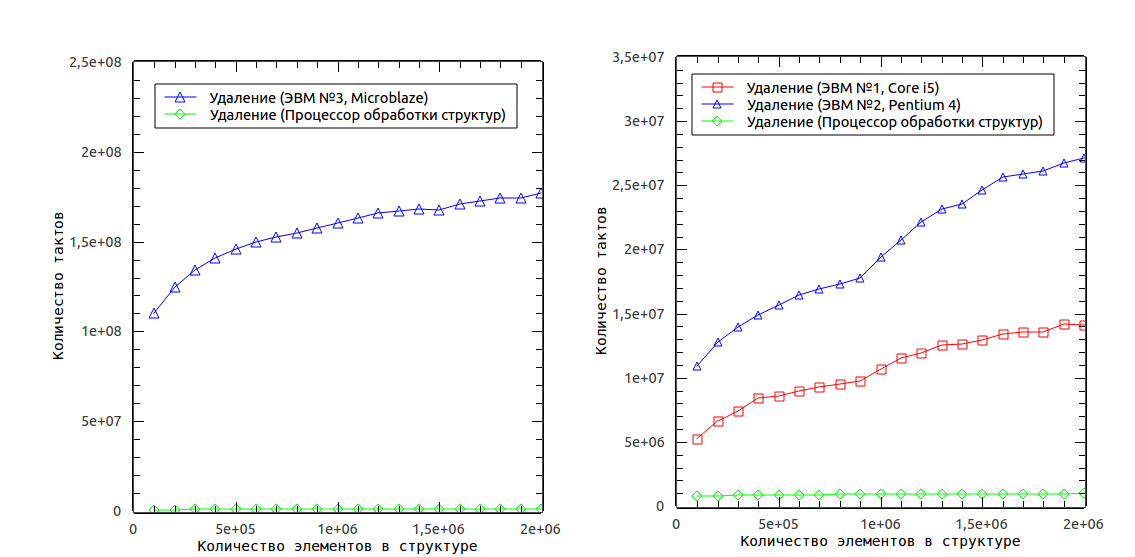 2,5e+08
2e+08
1,5e+08
1e+08
5e+07
0
Количество тактов
Удаление (ЭВМ №3, Microblaze)
Удаление (Процессор обработки структур)
0
5e+05
1e+06
1,5e+06
2e+06
Количество элементов в структуре
3,5e+07
3e+07
2,5e+07
2e+07
1,5e+07
1e+07
5e+06
0
Количество тактов
Удаление (ЭВМ №1, Core i5)
Удаление (ЭВМ №2, Pentium 4)
Удаление (Процессор обработки структур)
0
5e+05
1e+06
1,5e+06
2e+06
Количество элементов в структуре